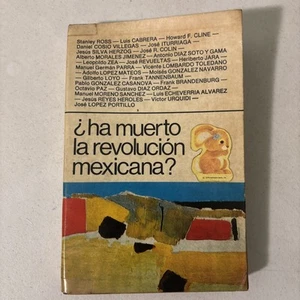 Stanley ROSS — Luis CABRERA — Howard F. CLINE
Daniel COSIO VILLEGAS — José ITURRIAGA
Jesús SILVA HERZOG — José R. COLIN
Alberto MORALES JIMENEZ — Antonio DIAZ SOTO y GAMA
— Leopoldo ZEA — José REVUELTAS — Heriberto JARA —
Manuel Germán PARRA — Vicente LOMBARDO TOLEDANO
— Adolfo LOPEZ MATEOS — Moisés GONZALEZ NAVARRO
— Gilberto LOYO — Frank TANNENBAUM —
Pablo GONZALEZ CASANOVA — Frank BRANDENBURG —
Octavio PAZ — Gustavo DIAZ ORDAZ —
Manuel MORENO SANCHEZ — Luis ECHEVERRIA ALVAREZ
— Jesús REYES HEROLES — Víctor URQUIDI —
José LOPEZ PORTILLO
¿ha muerto
la revolución
mexicana?